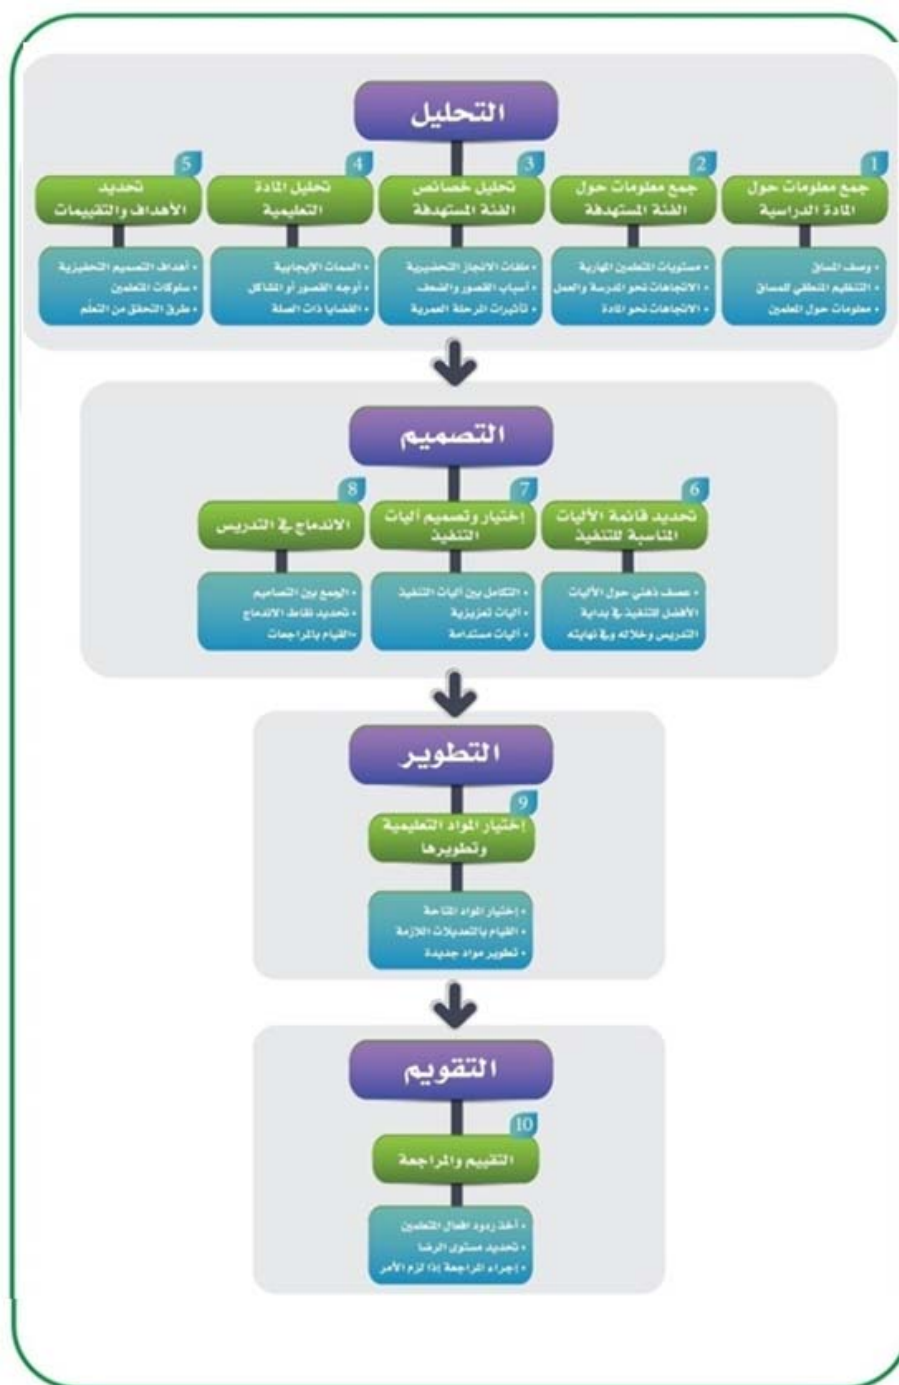 التحليل
1
جمع معلومات حول
المادة الدراسية
• وصف المساق
• التنظيم المنطقي للمساق
• معلومات حول المعلمين
2
جمع معلومات حول
الفئة المستهدفة
• مستويات المتعلمين المهارية
• الاتجاهات نحو المدرسة والعمل
• الاتجاهات نحو المادة
3
تحليل خصائص
الفئة المستهدفة
• ملفات الانجاز التحضيرية
• أسباب القصور والضعف
• تأثيرات المرحلة العمرية
4
تحليل المادة
التعليمية
• السمات الإيجابية
• أوجه القصور أو المشاكل
• القضايا ذات الصلة
5
تحديد
الأهداف والتقييمات
• أهداف التصميم التحفيزية
• سلوكات المتعلمين
• طرق التحقق من التعلّم
التصميم
6
تحديد قائمة الآليات
المناسبة للتنفيذ
• عصف ذهني حول الآليات
الأفضل للتنفيذ في بداية
التدريس وخلاله وفي نهايته
7
إختيار وتصميم آليات
التنفيذ
• التكامل بين آليات التنفيذ
• آليات تعزيزية
• آليات مستدامة
8
الاندماج في التدريس
• الجمع بين التصاميم
• تحديد نقاط الاندماج
-القيام بالمراجعات
التطوير
9
إختيار المواد التعليمية
وتطويرها
• إختيار المواد المتاحة
• القيام بالتعديلات اللازمة
• تطوير مواد جديدة
التقويم
10
التقييم والمراجعة
• أخذ ردود افعال المتعلمين
• تحديد مستوى الرضا
• إجراء المراجعة إذا لزم الأمر